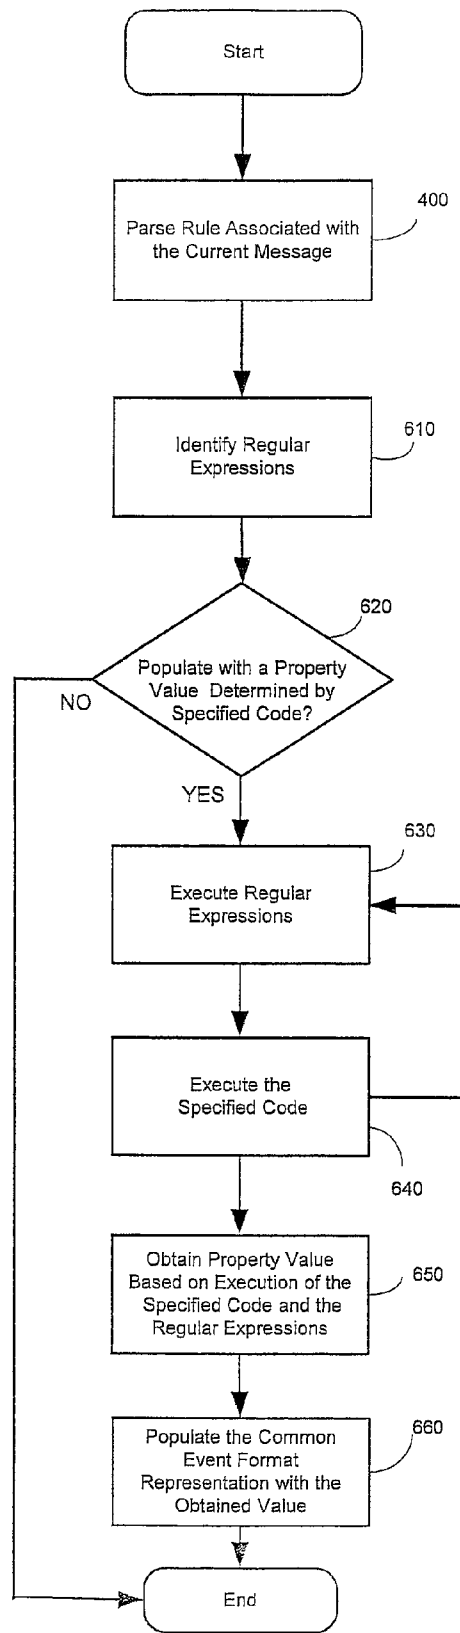 Start
Parse Rule Associated with
the Current Message
400
Identify Regular
Expressions
610
620
Populate with a Property
Value Determined by
Specified Code?
NO
YES
630
Execute Regular
Expressions
Execute the
Specified Code
640
Obtain Property Value
Based on Execution of the
Specified Code and the
Regular Expressions
650
Populate the Common
Event Format
Representation with the
Obtained Value
660
End